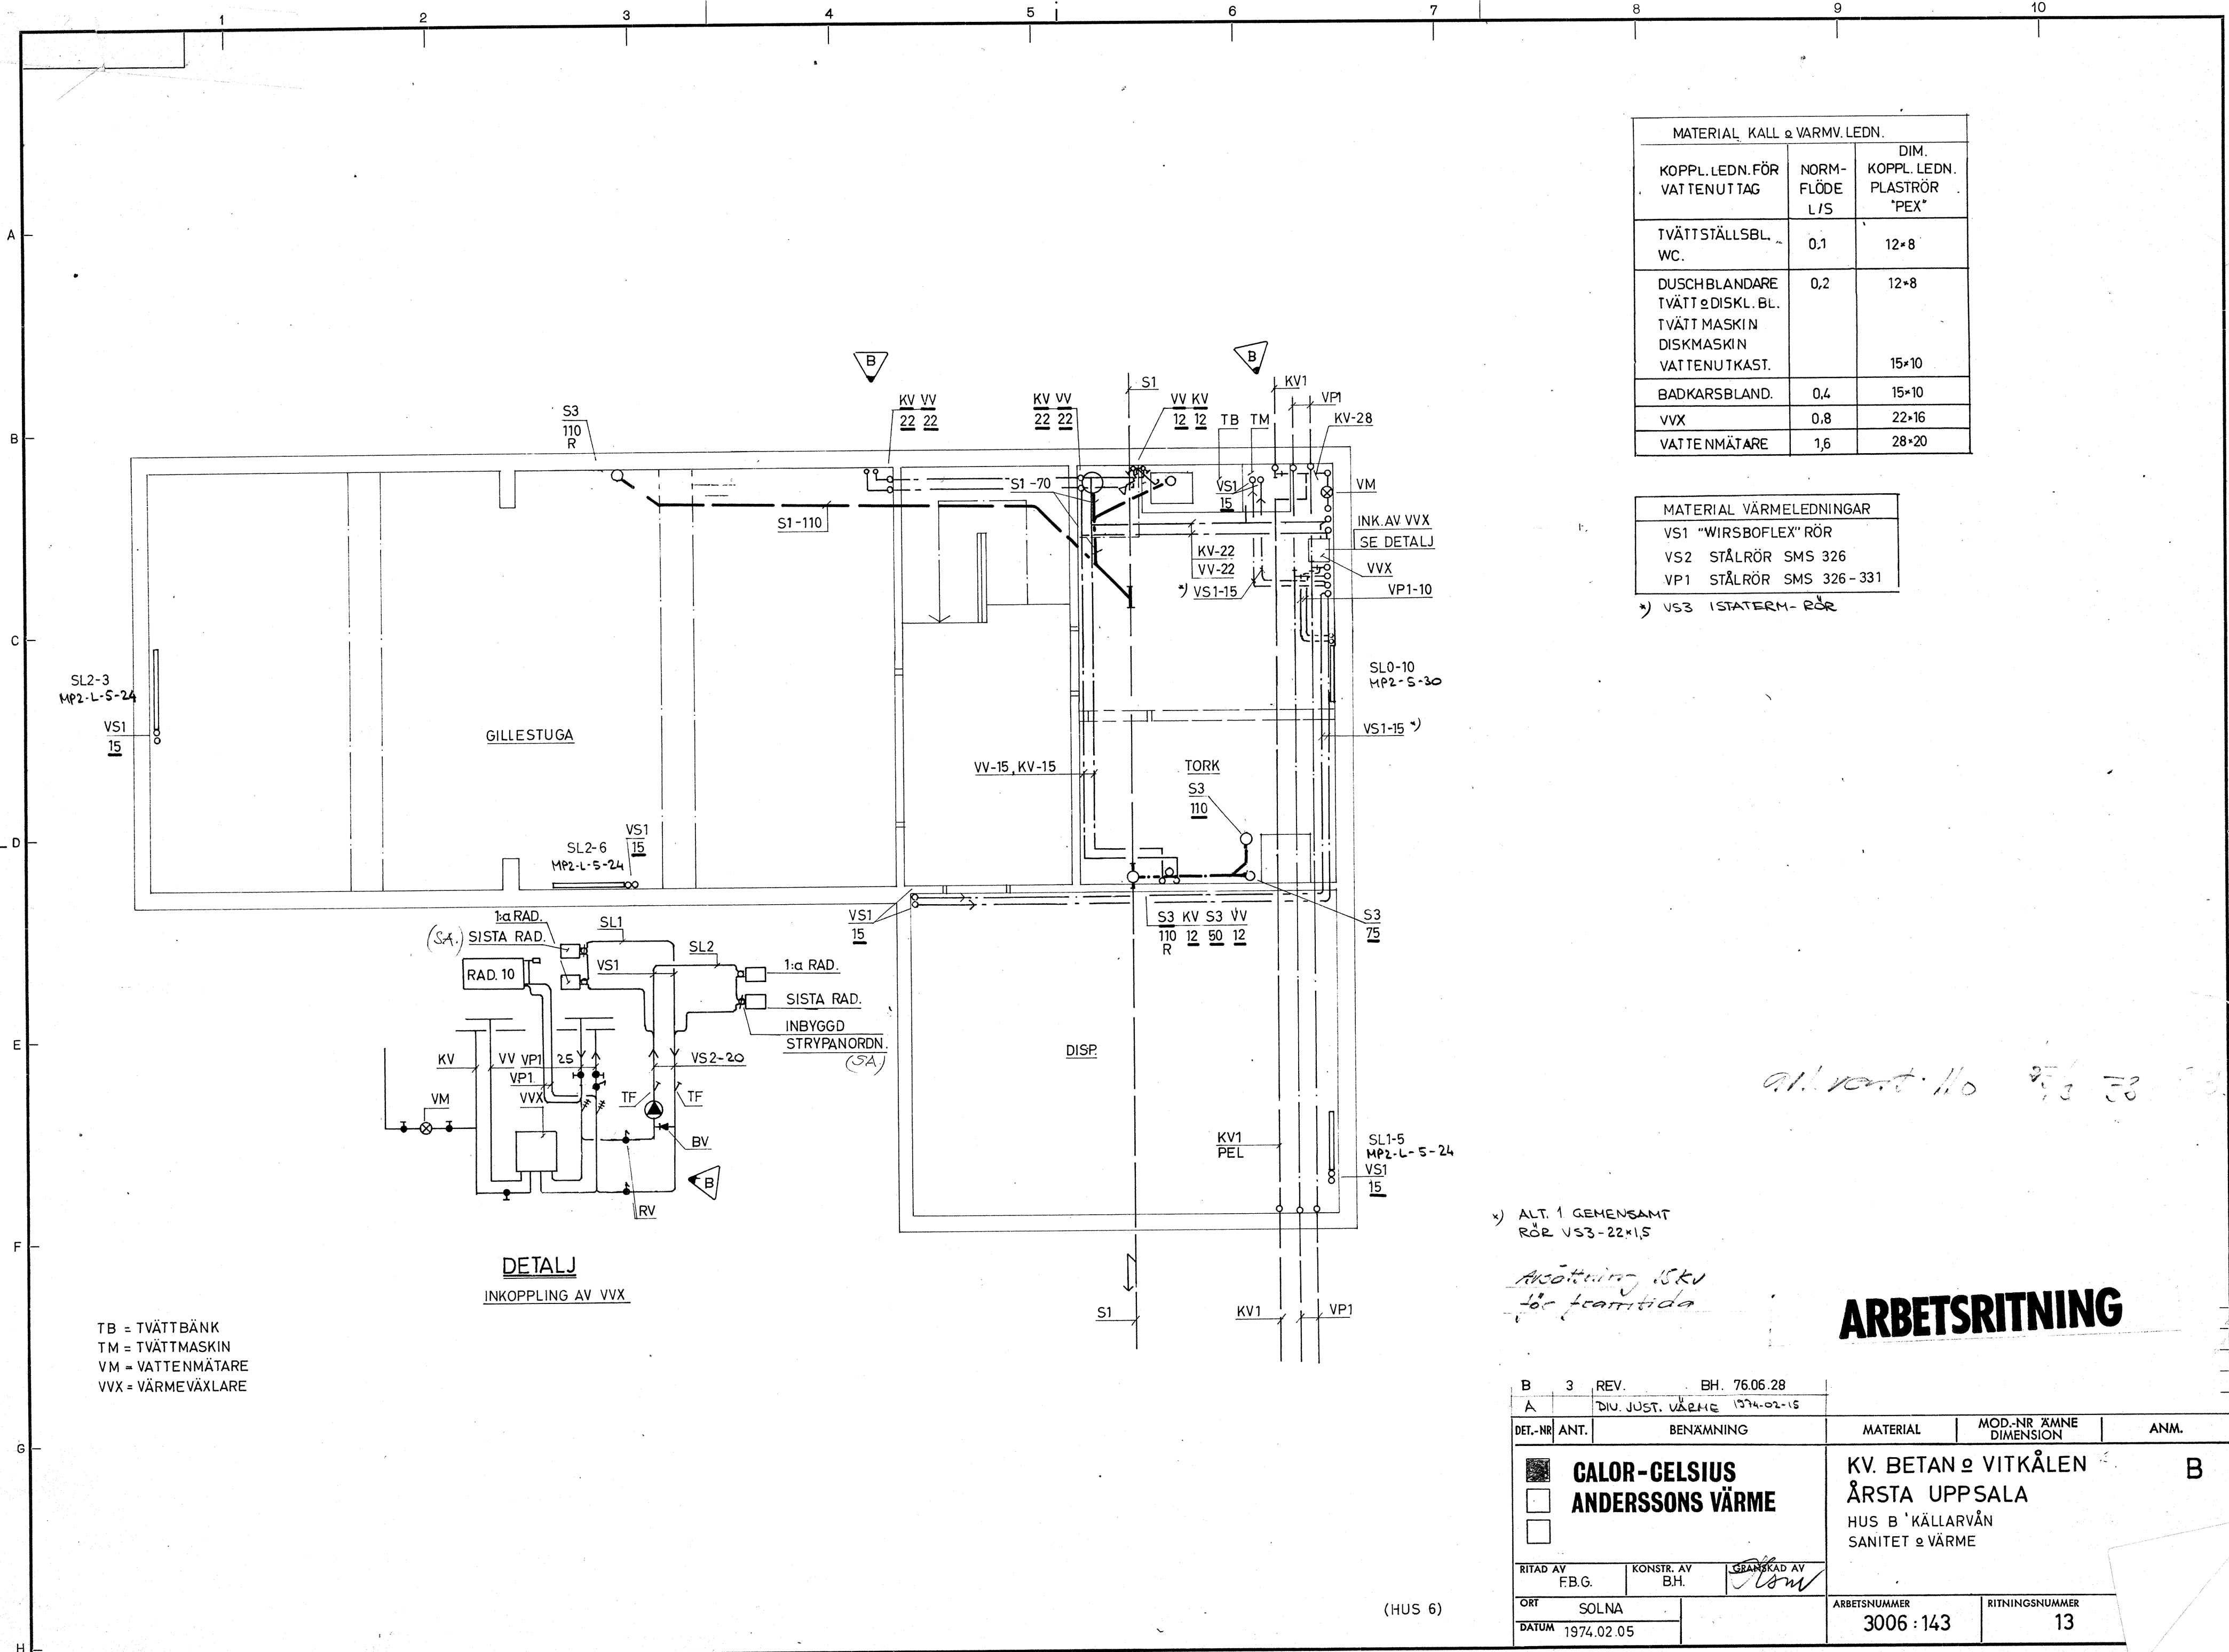 1 2 3 4 5 6 7 8 9 10
A
B
C
D
E
F
G
H
MATERIAL KALL o VARMV. LEDN.
KOPPL. LEDN. FÖR VATTENUTTAG
NORM-FLÖDE L/S
DIM. KOPPL. LEDN. PLASTRÖR "PEX"
TVÄTTSTÄLLSBL. 0.1 12×8
WC.
DUSCHBLANDARE 0,2 12×8
TVÄTT o DISKL. BL.
TVÄTTMASKIN
DISKMASKIN
VATTENUTKAST. 15×10
BADKARSBLAND. 0,4 15×10
VVX 0,8 22×16
VATTENMÄTARE 1,6 28×20
MATERIAL VÄRMELEDNINGAR
VS1 "WIRSBOFLEX" RÖR
VS2 STÅLRÖR SMS 326
VP1 STÅLRÖR SMS 326-331
*) VS3 ISTATERM-RÖR
B
B
S3
110
R
KV VV
22 22
KV VV
22 22
S1
VV KV
12 12
TB TM
KV1
VP1
KV-28
S1-110
S1-70
VS1
15
VM
INK. AV VVX
SE DETALJ
VVX
KV-22
VV-22
*) VS1-15
VP1-10
SL2-3
MP2-L-5-24
VS1
15
GILLESTUGA
SL0-10
MP2-S-30
VS1-15 *)
VV-15, KV-15
TORK
S3
110
SL2-6
MP2-L-5-24
VS1
15
VS1
15
S3 KV S3 VV
110 12 50 12
R
S3
75
1:a RAD.
(SA.) SISTA RAD.
SL1
RAD. 10
VS1
SL2
1:a RAD.
SISTA RAD.
INBYGGD
STRYPANORDN.
(SA.)
KV VV VP1 25
VS2-20
VP1
VVX
VM
TF TF
BV
B
RV
DETALJ
INKOPPLING AV VVX
DISP.
KV1
PEL
SL1-5
MP2-L-5-24
VS1
15
S1
KV1
VP1
TB = TVÄTTBÄNK
TM = TVÄTTMASKIN
VM = VATTENMÄTARE
VVX = VÄRMEVÄXLARE
*) ALT. 1 GEMENSAMT
RÖR VS3-22×1,5
Avsättning 15 KV
för framtida
ARBETSRITNING
B 3 REV. BH. 76.06.28
A DIV. JUST. VÄRME 1974-02-15
DET.-NR ANT. BENÄMNING MATERIAL MOD.-NR ÄMNE DIMENSION ANM.
CALOR-CELSIUS
ANDERSSONS VÄRME
KV. BETAN o VITKÅLEN
B
ÅRSTA UPPSALA
HUS B KÄLLARVÅN
SANITET o VÄRME
RITAD AV
F.B.G.
KONSTR. AV
B.H.
GRANSKAD AV
ORT
SOLNA
DATUM 1974.02.05
ARBETSNUMMER
3006:143
RITNINGSNUMMER
13
(HUS 6)